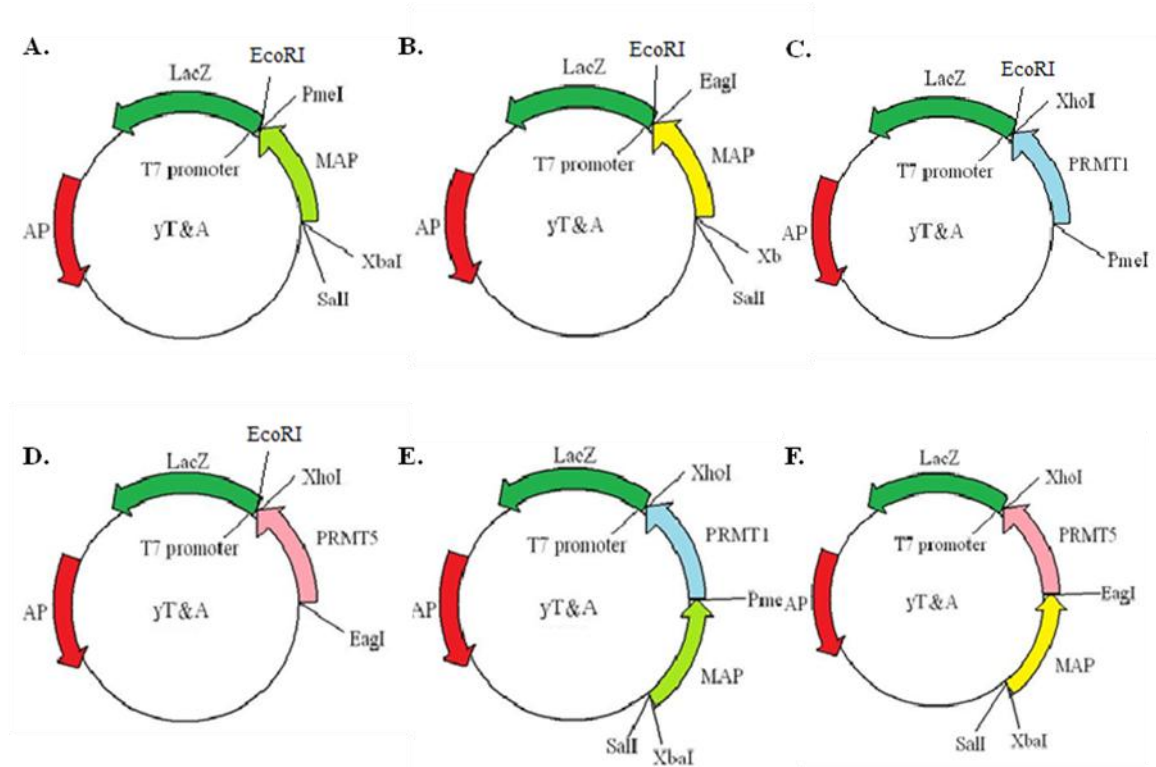 A.
EcoRI
LacZ
PmeI
T7 promoter
MAP
AP
yT&A
XbaI
SalI
B.
EcoRI
LacZ
EagI
T7 promoter
MAP
AP
yT&A
Xb
SalI
C.
EcoRI
LacZ
XhoI
T7 promoter
PRMT1
AP
yT&A
PmeI
D.
EcoRI
LacZ
XhoI
T7 promoter
PRMT5
AP
yT&A
EagI
E.
LacZ
XhoI
T7 promoter
PRMT1
AP
yT&A
Pme
MAP
SalI
XbaI
F.
LacZ
XhoI
T7 promoter
PRMT5
AP
yT&A
EagI
MAP
SalI
XbaI